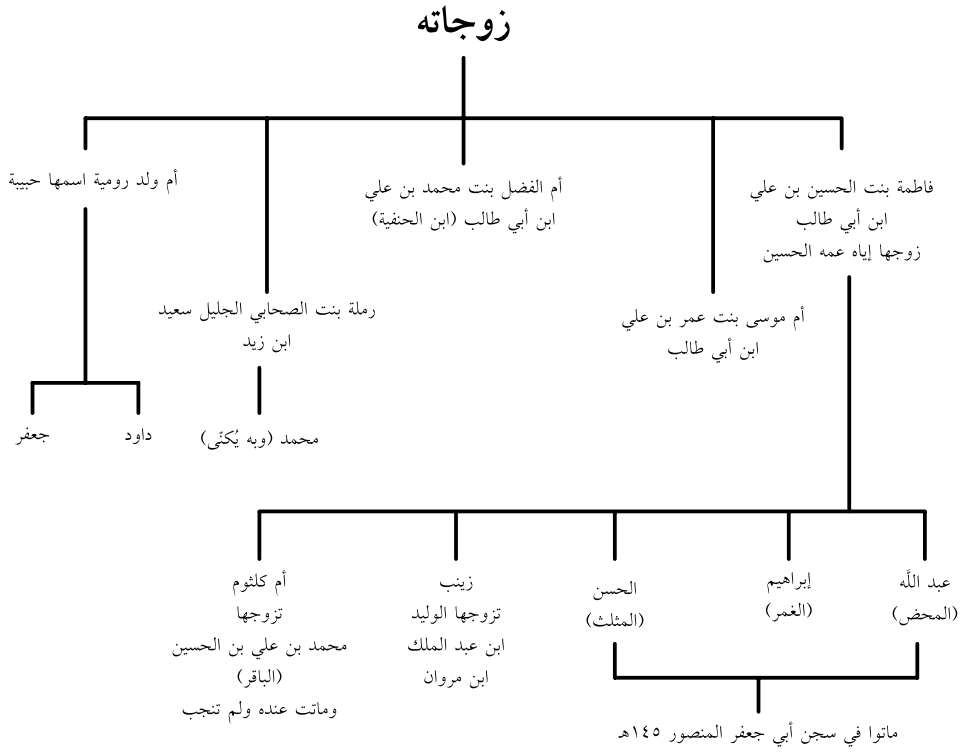 زوجاته
فاطمة بنت الحسين بن علي
ابن أبي طالب
زوجها إياه عمه الحسين
أم موسى بنت عمر بن علي
ابن أبي طالب
أم الفضل بنت محمد بن علي
ابن أبي طالب (ابن الحنفية)
رملة بنت الصحابي الجليل سعيد
ابن زيد
محمد (وبه يُكنّى)
أم ولد رومية اسمها حبيبة
داود
جعفر
عبد اللَّه
(المحض)
إبراهيم
(الغمر)
الحسن
(المثلث)
زينب
تزوجها الوليد
ابن عبد الملك
ابن مروان
أم كلثوم
تزوجها
محمد بن علي بن الحسين
(الباقر)
وماتت عنده ولم تنجب
ماتوا في سجن أبي جعفر المنصور ١٤٥هـ